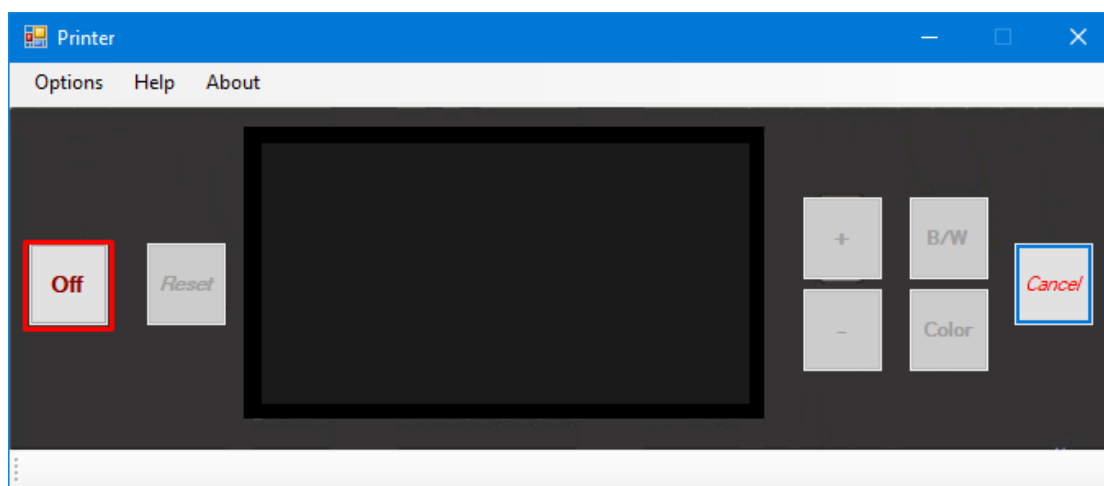 Printer
Options Help About
Off
Reset
+
B/W
-
Color
Cancel